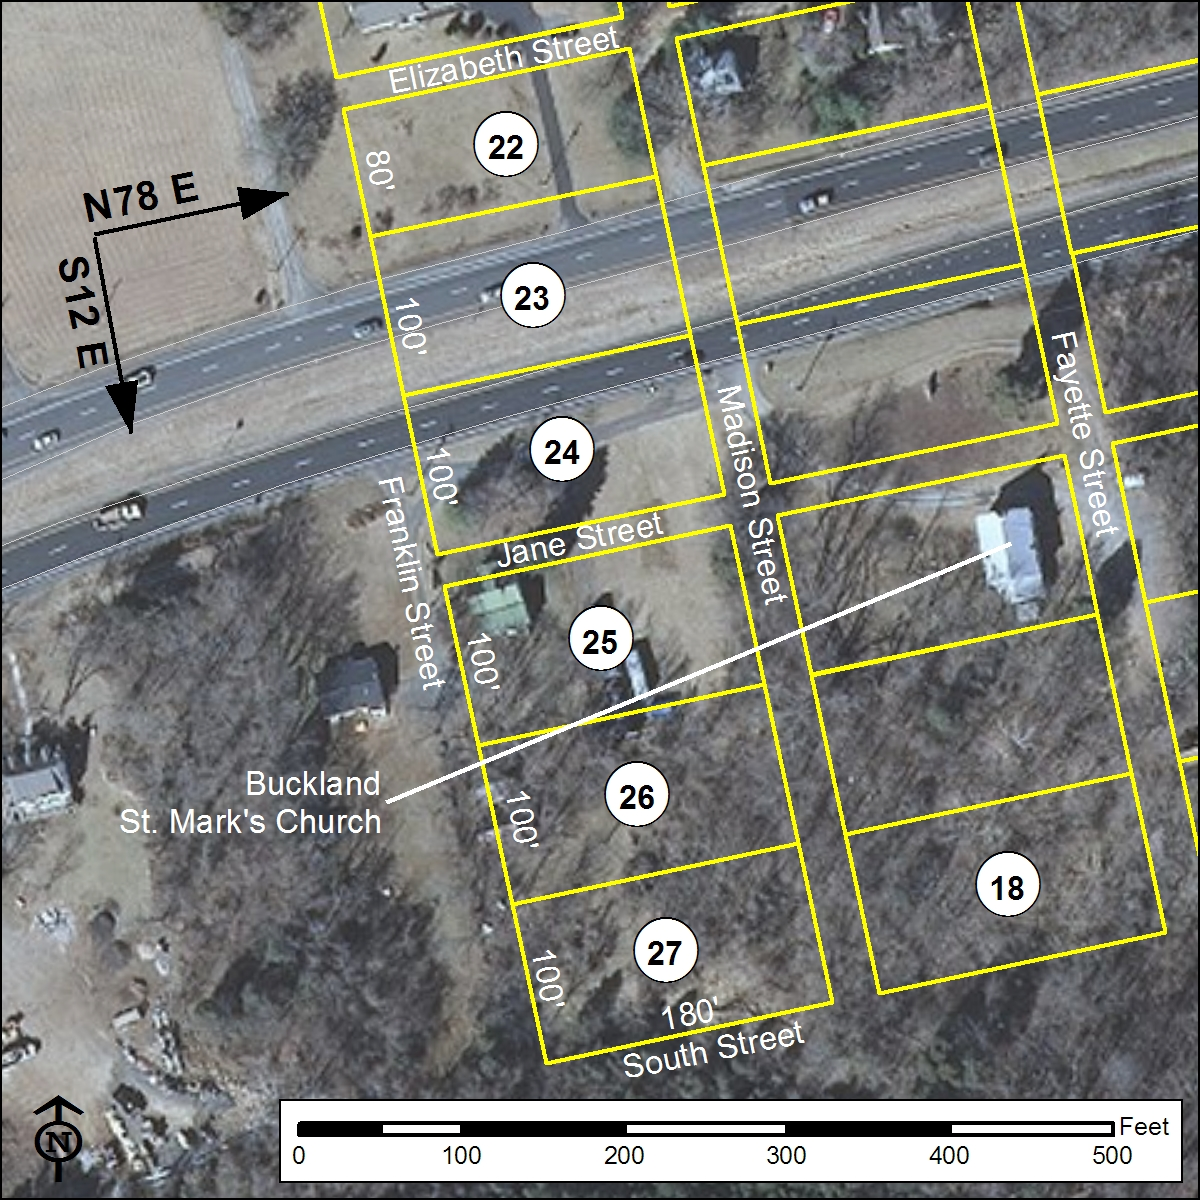 Elizabeth Street
22
80'
N78 E
S12 E
23
100'
Fayette Street
Madison Street
24
100'
Franklin Street
Jane Street
25
100'
Buckland
St. Mark's Church
26
100'
18
27
100'
180'
South Street
N
Feet
0 100 200 300 400 500